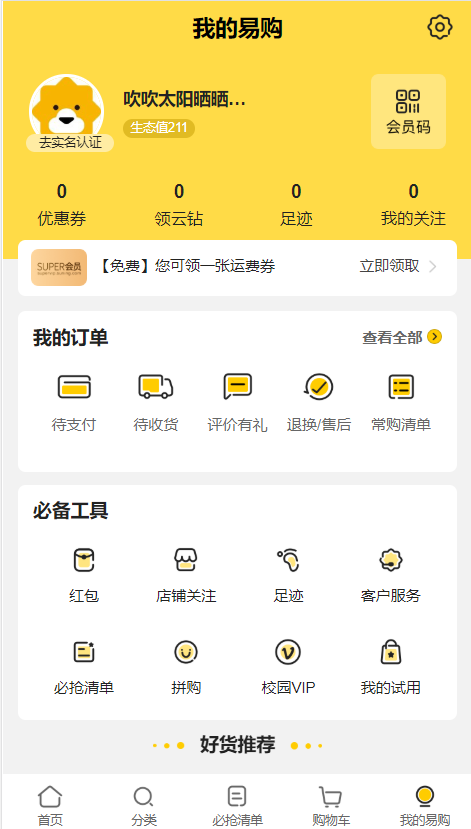 我的易购
吹吹太阳晒晒...
生态值211
去实名认证
会员码
0 0 0 0
优惠券 领云钻 足迹 我的关注
SUPER会员 【免费】您可领一张运费券 立即领取
我的订单 查看全部
待支付 待收货 评价有礼 退换/售后 常购清单
必备工具
红包 店铺关注 足迹 客户服务
必抢清单 拼购 校园VIP 我的试用
好货推荐
首页 分类 必抢清单 购物车 我的易购